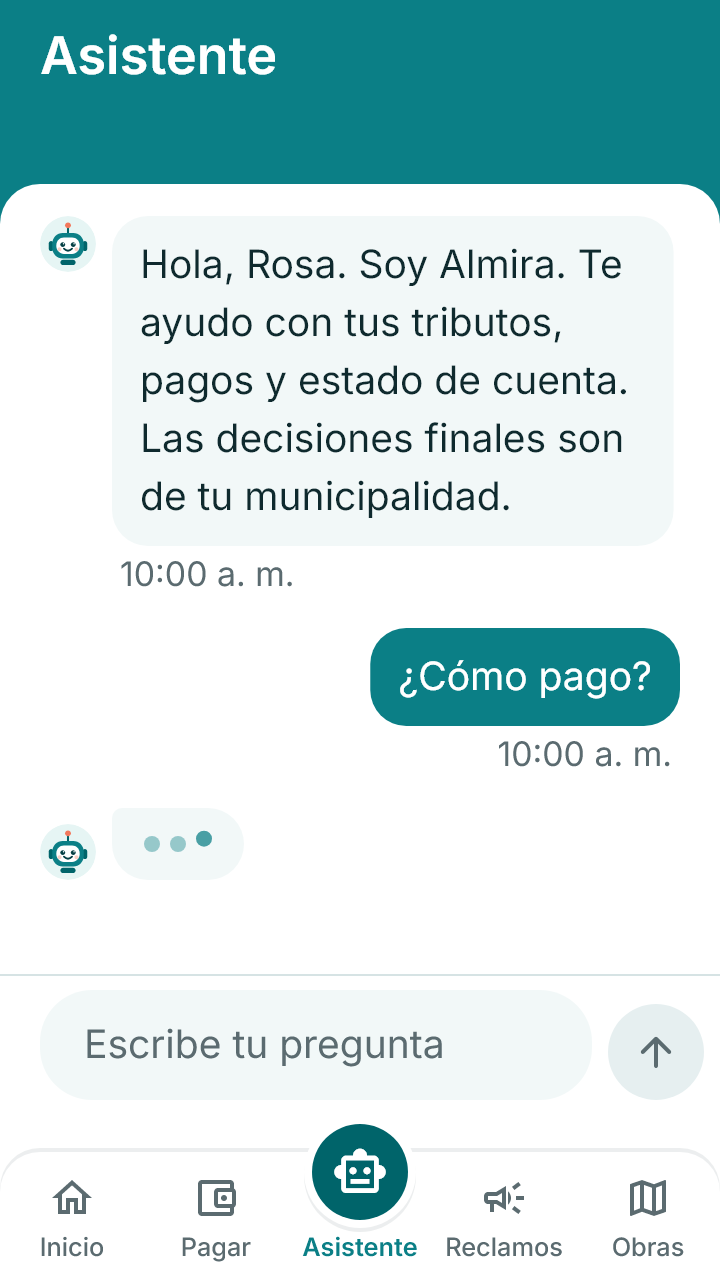 Asistente
Hola, Rosa. Soy Almira. Te
ayudo con tus tributos,
pagos y estado de cuenta.
Las decisiones finales son
de tu municipalidad.
10:00 a. m.
¿Cómo pago?
10:00 a. m.
Escribe tu pregunta
Inicio
Pagar
Asistente
Reclamos
Obras